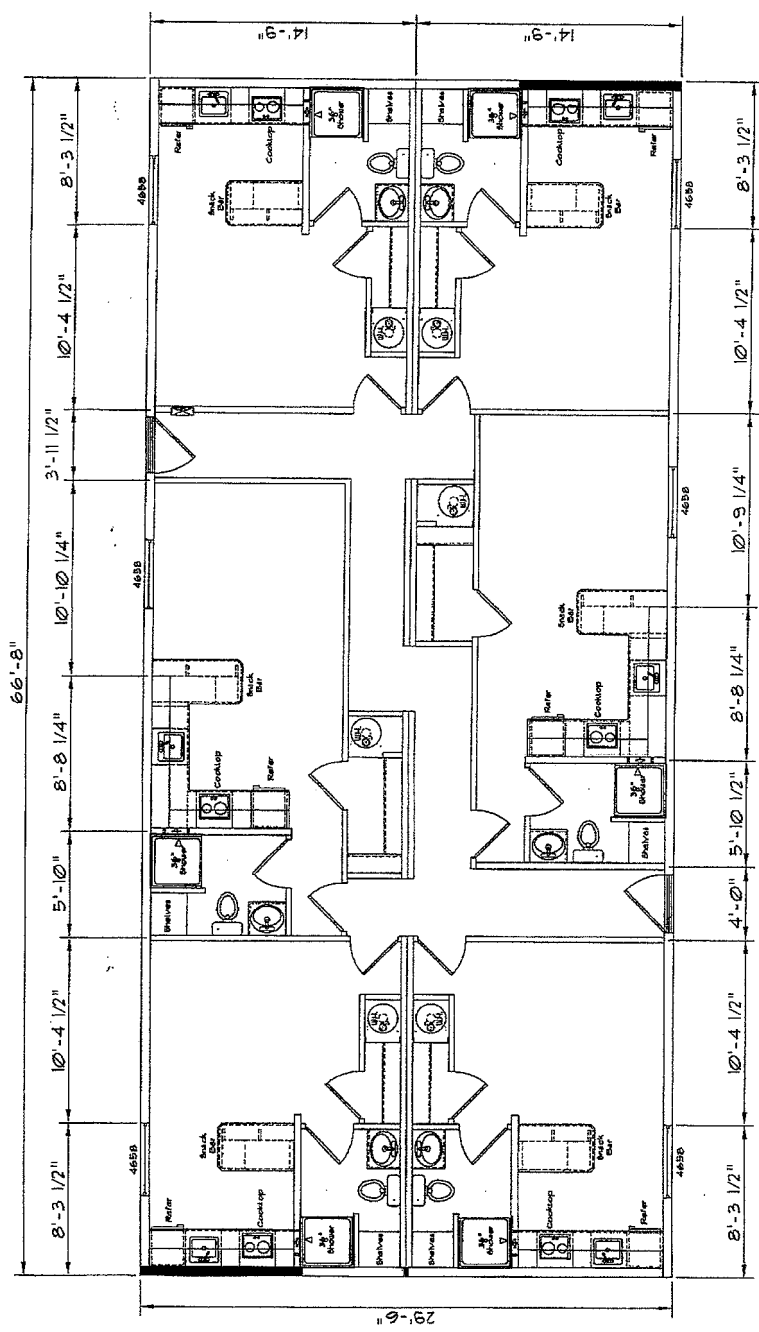 66'-8"
8'-3 1/2"
10'-4 1/2"
5'-10"
8'-8 1/4"
10'-10 1/4"
3'-11 1/2"
10'-4 1/2"
8'-3 1/2"
4658
4658
4658
29'-6"
14'-9"
14'-9"
Refer
Cooktop
Snack
Bar
36"
Shower
Shelves
WH
Shelves
36"
Shower
Cooktop
Refer
Snack
Bar
WH
Refer
Cooktop
Snack
Bar
36"
Shower
Shelves
WH
Shelves
36"
Shower
Cooktop
Refer
Snack
Bar
WH
Shelves
36"
Shower
Cooktop
Refer
Snack
Bar
WH
WH
Snack
Bar
Refer
Cooktop
36"
Shower
Shelves
4658
4658
4658
8'-3 1/2"
10'-4 1/2"
4'-0"
5'-10 1/2"
8'-8 1/4"
10'-9 1/4"
10'-4 1/2"
8'-3 1/2"